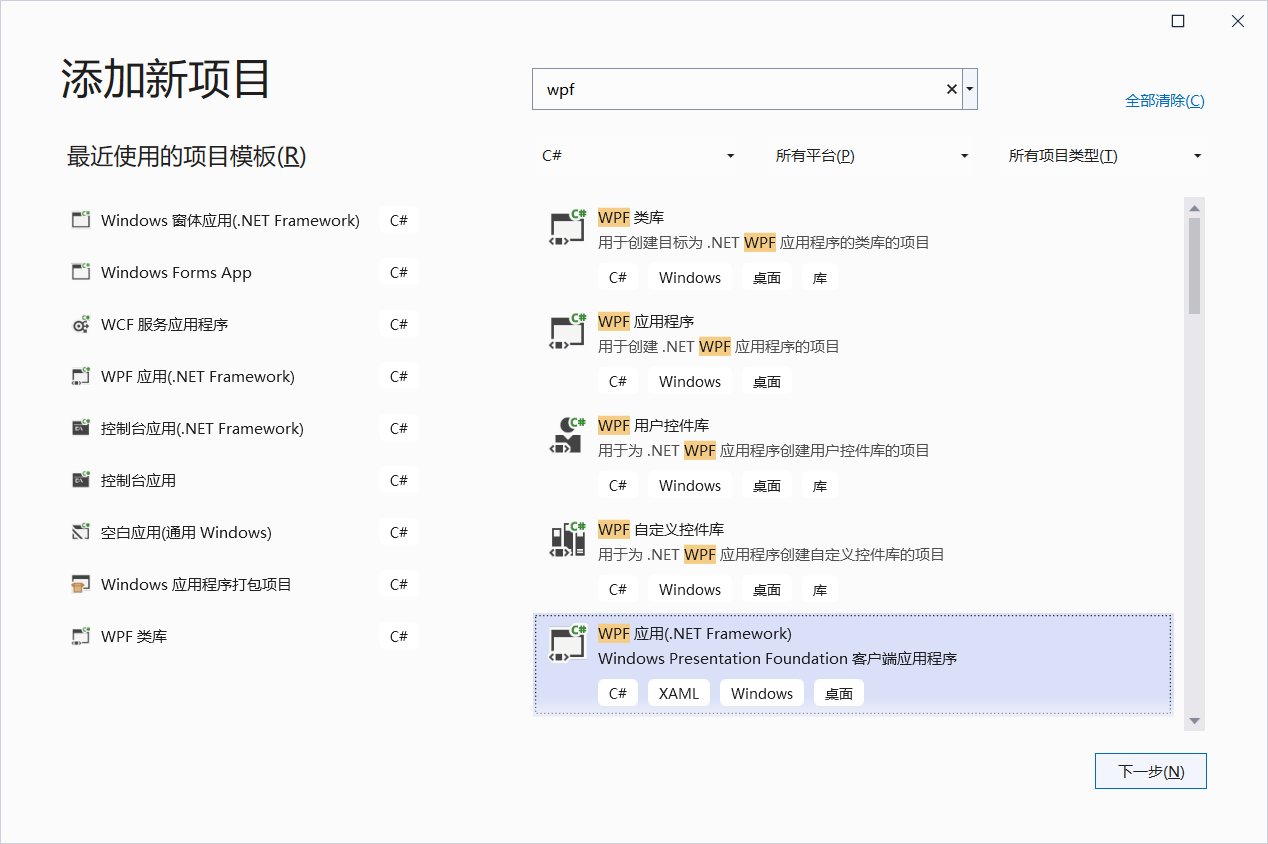 添加新项目
wpf
全部清除(C)
最近使用的项目模板(R)
C#
所有平台(P)
所有项目类型(T)
Windows 窗体应用(.NET Framework) C#
Windows Forms App C#
WCF 服务应用程序 C#
WPF 应用(.NET Framework) C#
控制台应用(.NET Framework) C#
控制台应用 C#
空白应用(通用 Windows) C#
Windows 应用程序打包项目 C#
WPF 类库 C#
WPF 类库
用于创建目标为 .NET WPF 应用程序的类库的项目
C# Windows 桌面 库
WPF 应用程序
用于创建 .NET WPF 应用程序的项目
C# Windows 桌面
WPF 用户控件库
用于为 .NET WPF 应用程序创建用户控件库的项目
C# Windows 桌面 库
WPF 自定义控件库
用于为 .NET WPF 应用程序创建自定义控件库的项目
C# Windows 桌面 库
WPF 应用(.NET Framework)
Windows Presentation Foundation 客户端应用程序
C# XAML Windows 桌面
下一步(N)